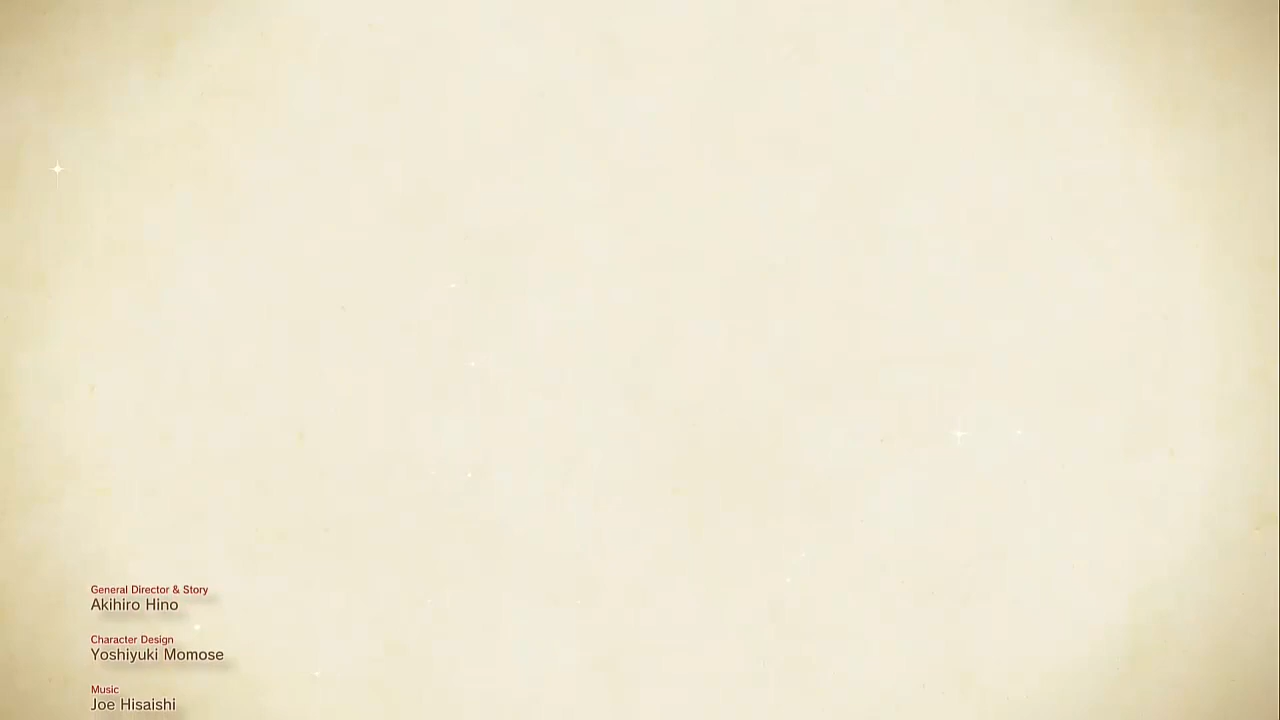 General Director & Story
Akihiro Hino
Character Design
Yoshiyuki Momose
Music
Joe Hisaishi